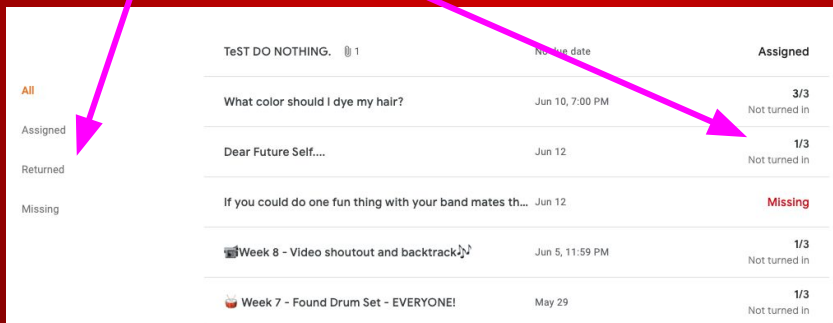 TeST DO NOTHING. 1 No due date Assigned
All
What color should I dye my hair? Jun 10, 7:00 PM 3/3
Not turned in
Assigned
Dear Future Self.... Jun 12 1/3
Not turned in
Returned
Missing
If you could do one fun thing with your band mates th... Jun 12 Missing
📹Week 8 - Video shoutout and backtrack🎶 Jun 5, 11:59 PM 1/3
Not turned in
🥁 Week 7 - Found Drum Set - EVERYONE! May 29 1/3
Not turned in